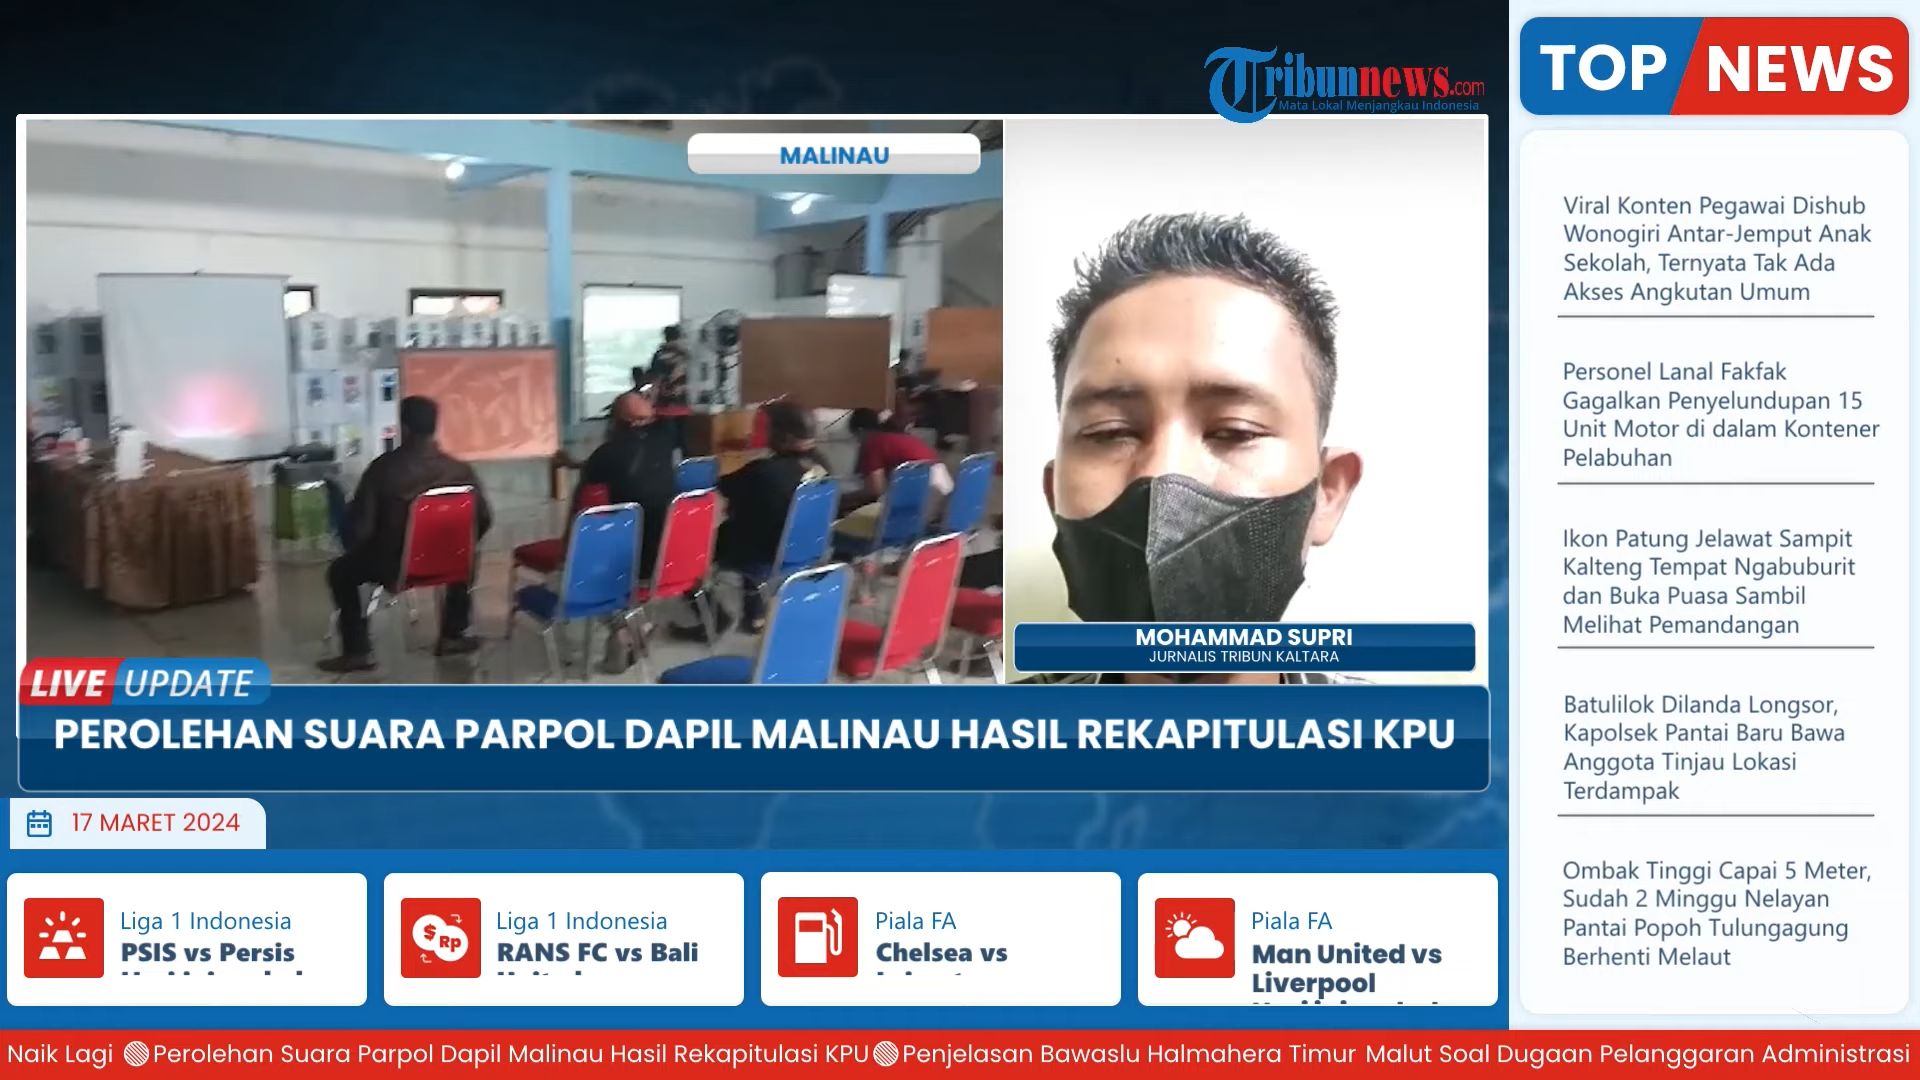 Tribunnews.com
Mata Lokal Menjangkau Indonesia
MALINAU
MOHAMMAD SUPRI
JURNALIS TRIBUN KALTARA
LIVE UPDATE
PEROLEHAN SUARA PARPOL DAPIL MALINAU HASIL REKAPITULASI KPU
17 MARET 2024
Liga 1 Indonesia
PSIS vs Persis
Liga 1 Indonesia
RANS FC vs Bali
Piala FA
Chelsea vs
Piala FA
Man United vs
Liverpool
TOP NEWS
Viral Konten Pegawai Dishub
Wonogiri Antar-Jemput Anak
Sekolah, Ternyata Tak Ada
Akses Angkutan Umum
Personel Lanal Fakfak
Gagalkan Penyelundupan 15
Unit Motor di dalam Kontener
Pelabuhan
Ikon Patung Jelawat Sampit
Kalteng Tempat Ngabuburit
dan Buka Puasa Sambil
Melihat Pemandangan
Batulilok Dilanda Longsor,
Kapolsek Pantai Baru Bawa
Anggota Tinjau Lokasi
Terdampak
Ombak Tinggi Capai 5 Meter,
Sudah 2 Minggu Nelayan
Pantai Popoh Tulungagung
Berhenti Melaut
Naik Lagi Perolehan Suara Parpol Dapil Malinau Hasil Rekapitulasi KPU Penjelasan Bawaslu Halmahera Timur Malut Soal Dugaan Pelanggaran Administrasi